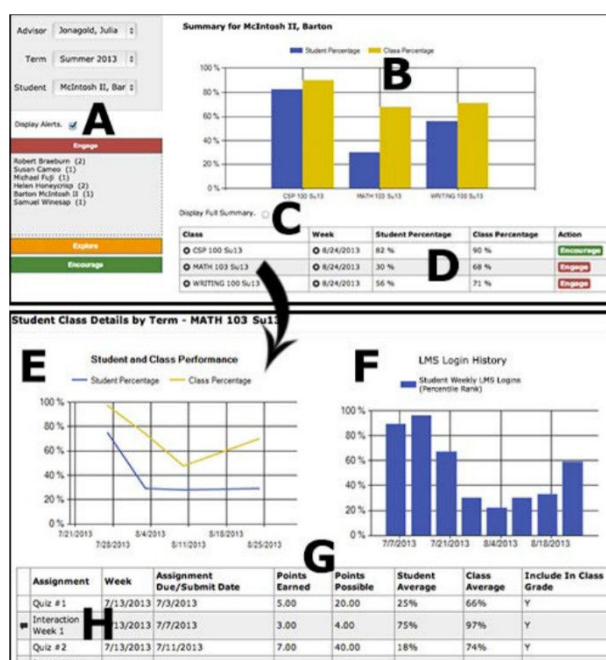 Advisor Jonagold, Julia
Term Summer 2013
Student McIntosh II, Bar
Display Alerts.
A
Engage
Robert Braeburn (2)
Susan Cameo (1)
Michael Fuji (1)
Helen Honeycrisp (2)
Barton McIntosh II (1)
Samuel Winesap (1)
Explore
Encourage
Summary for McIntosh II, Barton
Student Percentage Class Percentage
B
100 %
80 %
60 %
40 %
20 %
0 %
CSP 100 Su13 MATH 103 Su13 WRITING 100 Su13
Display Full Summary.
C
Class Week Student Percentage Class Percentage Action
CSP 100 Su13 8/24/2013 82 % 90 % Encourage
MATH 103 Su13 8/24/2013 30 % 68 % Engage
WRITING 100 Su13 8/24/2013 56 % 71 % Engage
D
Student Class Details by Term - MATH 103 Su13
E
Student and Class Performance
Student Percentage Class Percentage
100 %
80 %
60 %
40 %
20 %
0 %
7/21/2013 8/4/2013 8/18/2013
7/28/2013 8/11/2013 8/25/2013
F
LMS Login History
Student Weekly LMS Logins
(Percentile Rank)
100 %
80 %
60 %
40 %
20 %
0 %
7/7/2013 7/21/2013 8/4/2013 8/18/2013
G
Assignment Week Assignment Due/Submit Date Points Earned Points Possible Student Average Class Average Include In Class Grade
Quiz #1 7/13/2013 7/3/2013 5.00 20.00 25% 66% Y
Interaction Week 1 /13/2013 7/7/2013 3.00 4.00 75% 97% Y
H
Quiz #2 7/13/2013 7/11/2013 7.00 40.00 18% 74% Y